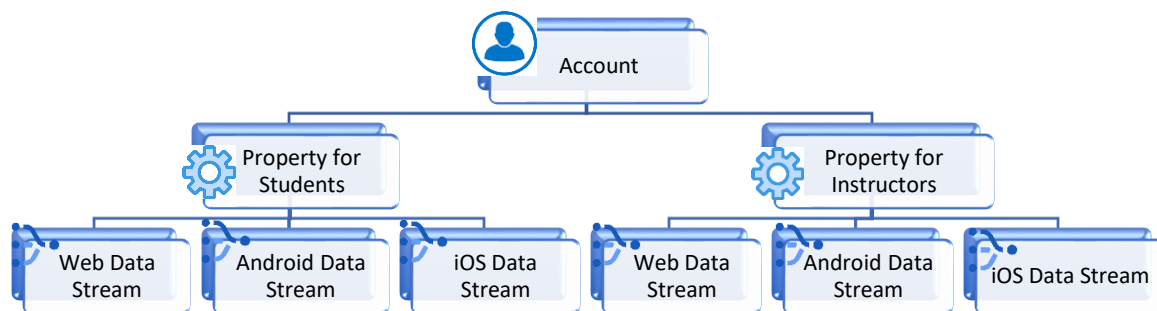 Account
Property for
Students
Property for
Instructors
Web Data
Stream
Android Data
Stream
iOS Data
Stream
Web Data
Stream
Android Data
Stream
iOS Data Stream